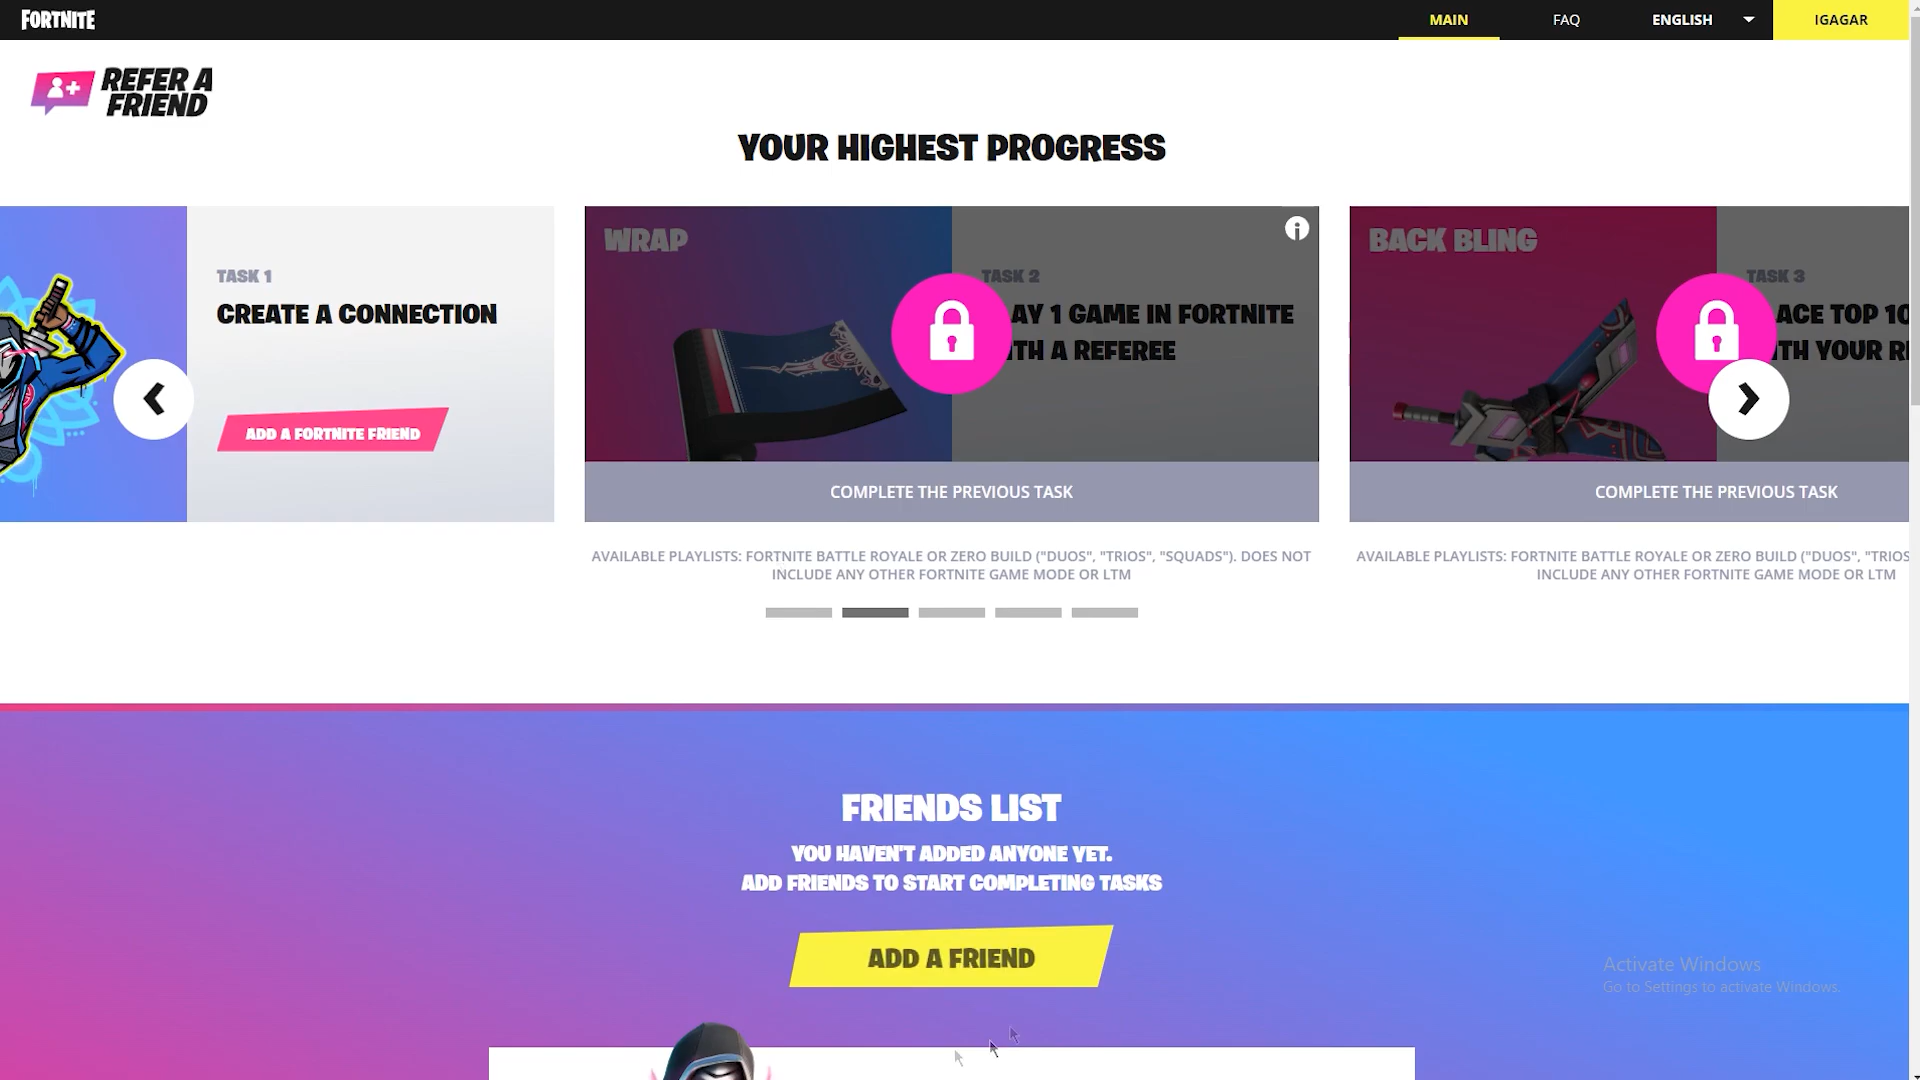 FORTNITE
MAIN
FAQ
ENGLISH
IGAGAR
REFER A
FRIEND
YOUR HIGHEST PROGRESS
TASK 1
CREATE A CONNECTION
ADD A FORTNITE FRIEND
WRAP
TASK 2
AY 1 GAME IN FORTNITE
TH A REFEREE
COMPLETE THE PREVIOUS TASK
AVAILABLE PLAYLISTS: FORTNITE BATTLE ROYALE OR ZERO BUILD ("DUOS", "TRIOS", "SQUADS"). DOES NOT
INCLUDE ANY OTHER FORTNITE GAME MODE OR LTM
BACK BLING
TASK 3
ACE TOP 10
TH YOUR R
COMPLETE THE PREVIOUS TASK
AVAILABLE PLAYLISTS: FORTNITE BATTLE ROYALE OR ZERO BUILD ("DUOS", "TRIOS
INCLUDE ANY OTHER FORTNITE GAME MODE OR LTM
FRIENDS LIST
YOU HAVEN'T ADDED ANYONE YET.
ADD FRIENDS TO START COMPLETING TASKS
ADD A FRIEND
Activate Windows
Go to Settings to activate Windows.